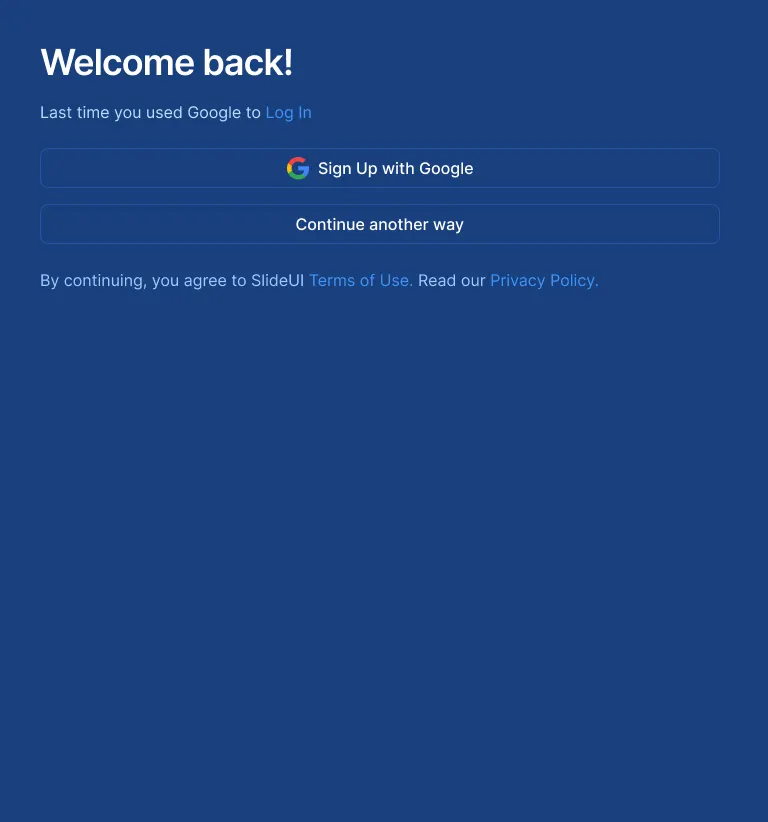 Welcome back!
Last time you used Google to Log In
Sign Up with Google
Continue another way
By continuing, you agree to SlideUI Terms of Use. Read our Privacy Policy.